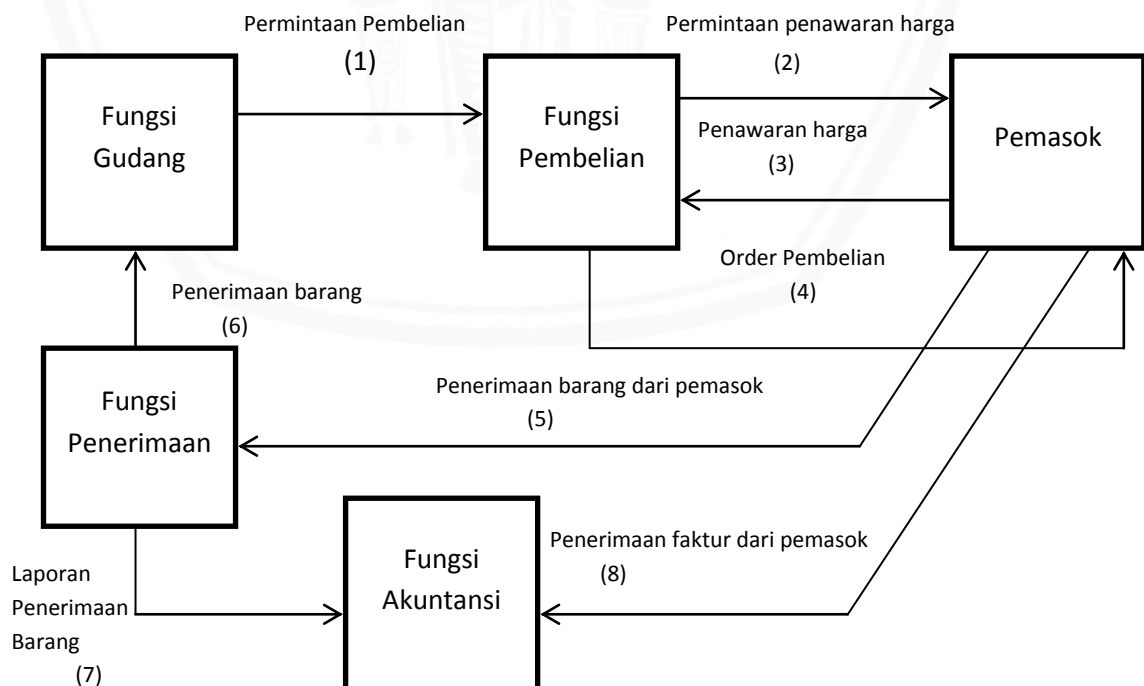 Permintaan Pembelian
(1)
Permintaan penawaran harga
(2)
Fungsi
Gudang
Fungsi
Pembelian
Penawaran harga
(3)
Pemasok
Order Pembelian
(4)
Penerimaan barang
(6)
Fungsi
Penerimaan
Penerimaan barang dari pemasok
(5)
Fungsi
Akuntansi
Penerimaan faktur dari pemasok
(8)
Laporan
Penerimaan
Barang
(7)